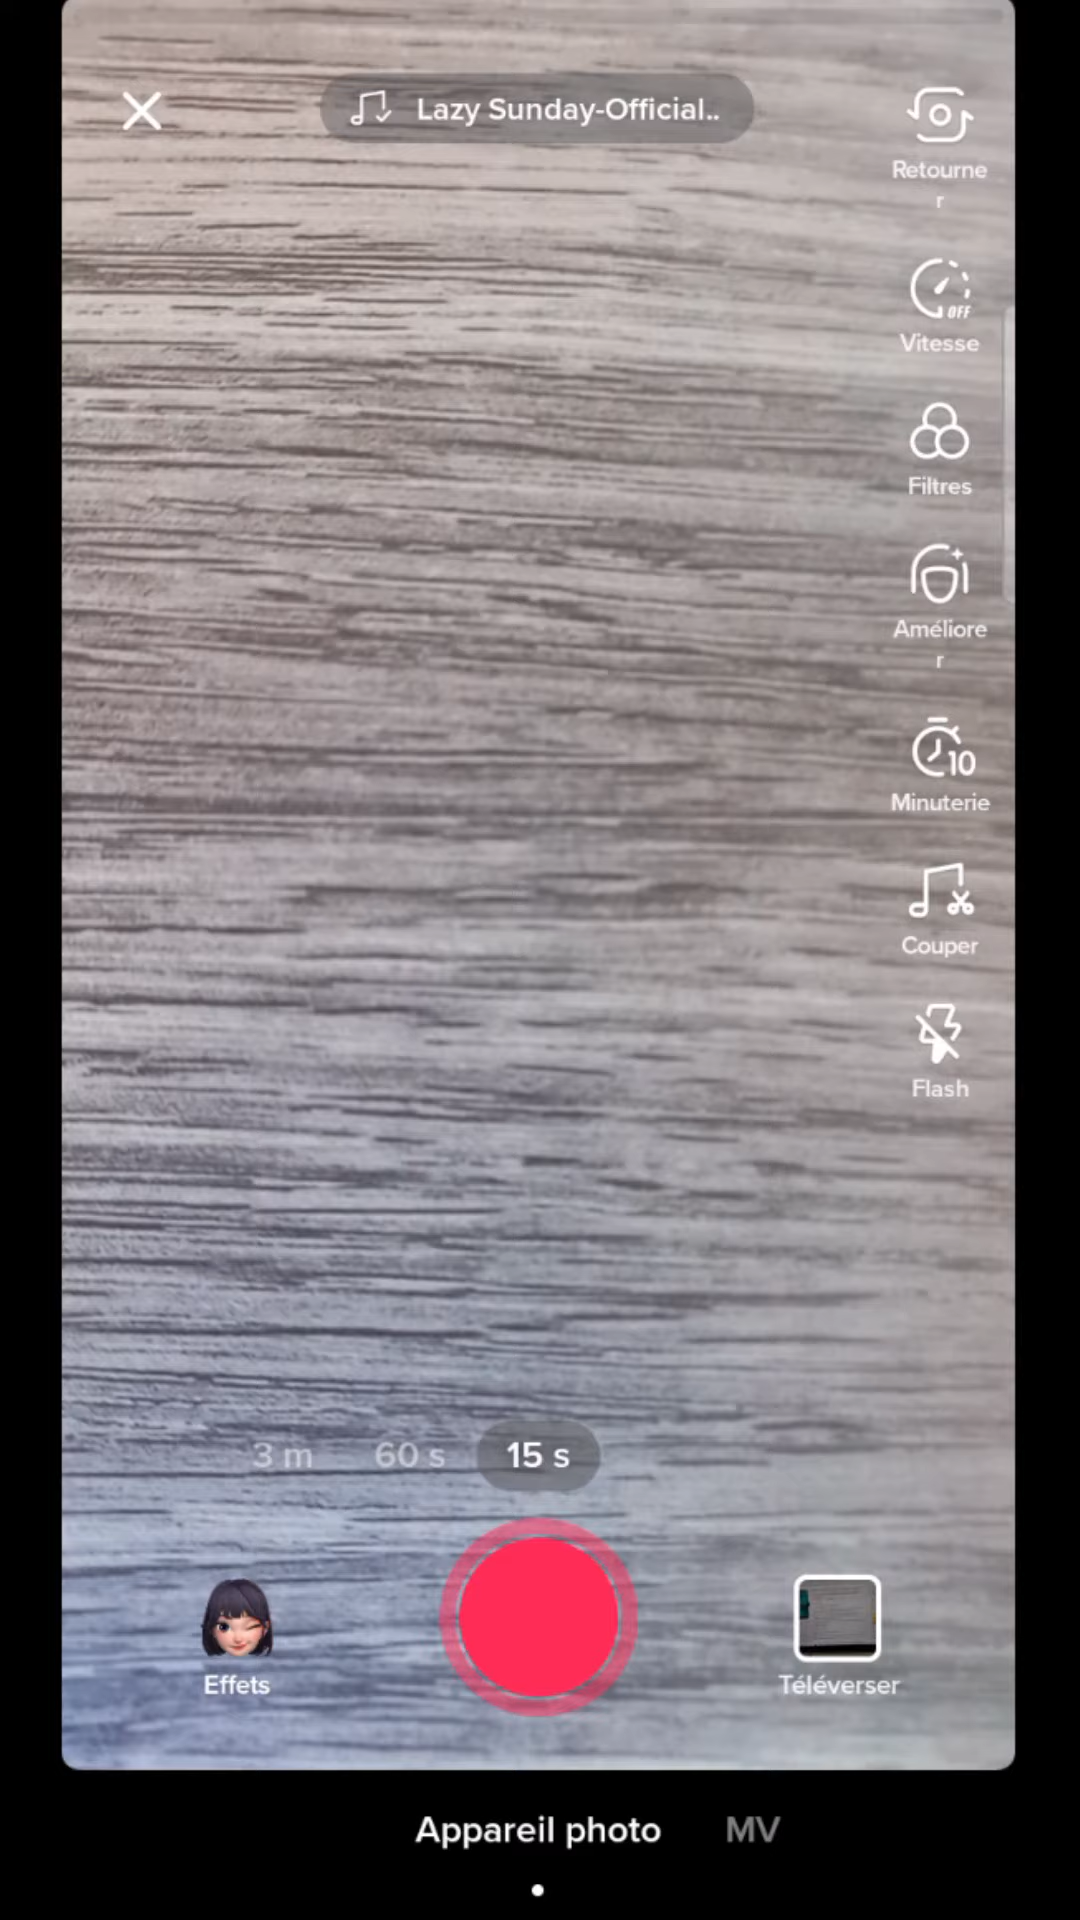 Lazy Sunday-Official..
Retourne
r
OFF
Vitesse
Filtres
Améliore
r
10
Minuterie
Couper
Flash
3 m 60 s 15 s
Effets
Téléverser
Appareil photo MV